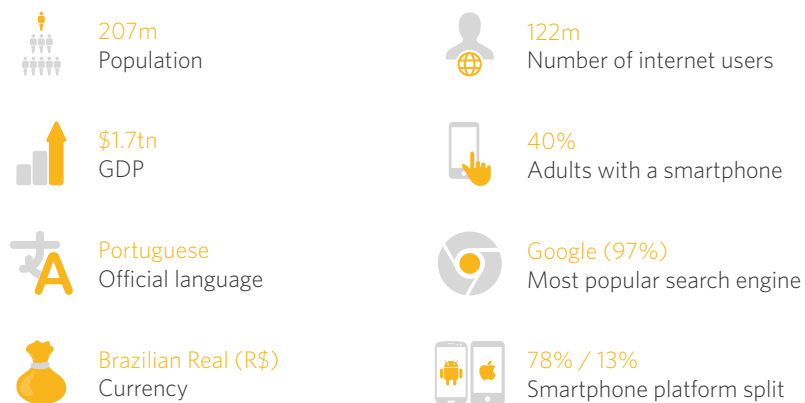 207m
Population
122m
Number of internet users
$1.7tn
GDP
40%
Adults with a smartphone
Portuguese
Official language
Google (97%)
Most popular search engine
Brazilian Real (R$)
Currency
78% / 13%
Smartphone platform split